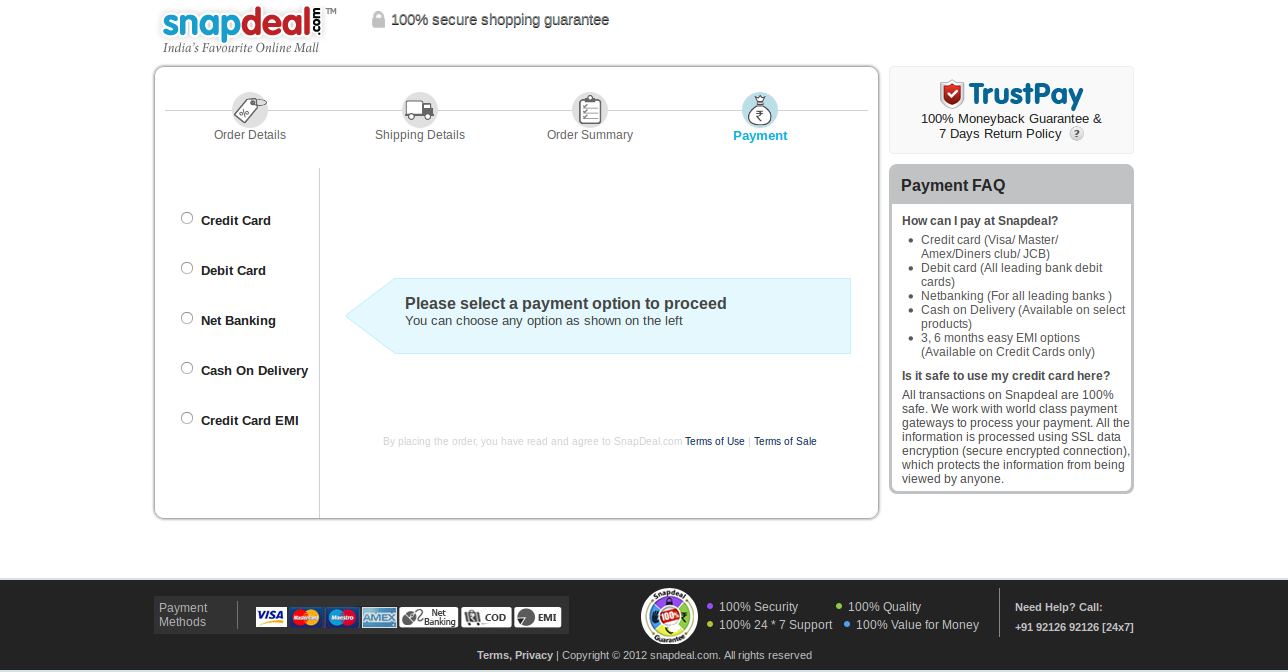 snapdeal.com TM
India's Favourite Online Mall
100% secure shopping guarantee
Order Details
Shipping Details
Order Summary
Payment
Credit Card
Debit Card
Net Banking
Cash On Delivery
Credit Card EMI
Please select a payment option to proceed
You can choose any option as shown on the left
By placing the order, you have read and agree to SnapDeal.com Terms of Use | Terms of Sale
TrustPay
100% Moneyback Guarantee &
7 Days Return Policy ?
Payment FAQ
How can I pay at Snapdeal?
Credit card (Visa/ Master/
Amex/Diners club/ JCB)
Debit card (All leading bank debit
cards)
Netbanking (For all leading banks )
Cash on Delivery (Available on select
products)
3, 6 months easy EMI options
(Available on Credit Cards only)
Is it safe to use my credit card here?
All transactions on Snapdeal are 100%
safe. We work with world class payment
gateways to process your payment. All the
information is processed using SSL data
encryption (secure encrypted connection),
which protects the information from being
viewed by anyone.
Payment
Methods
VISA
MasterCard
Maestro
AMEX
Net
Banking
COD
EMI
Snapdeal
100%
Guarantee
100% Security
100% Quality
100% 24 * 7 Support
100% Value for Money
Need Help? Call:
+91 92126 92126 [24x7]
Terms, Privacy | Copyright © 2012 snapdeal.com. All rights reserved